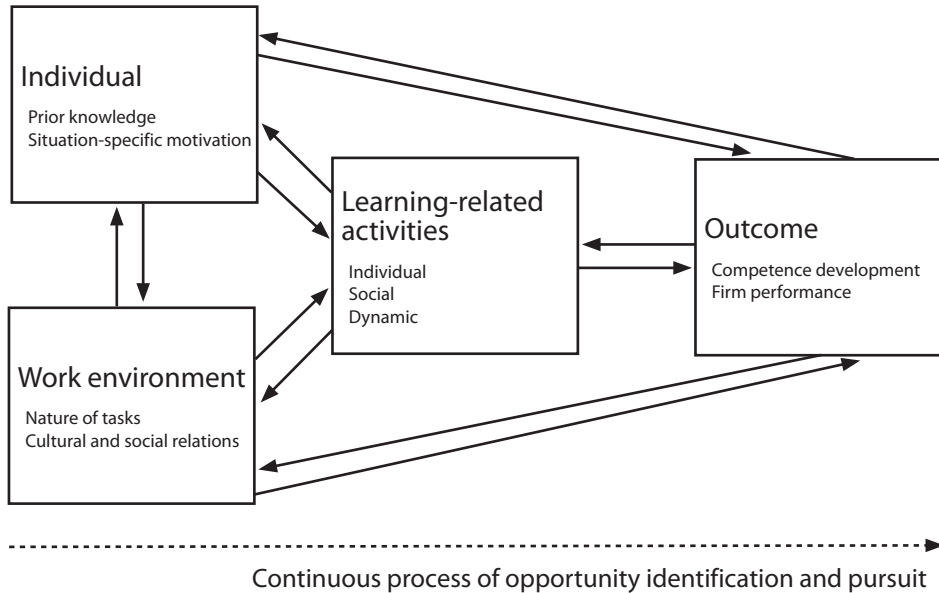 Individual
Prior knowledge
Situation-specific motivation
Learning-related
activities
Individual
Social
Dynamic
Outcome
Competence development
Firm performance
Work environment
Nature of tasks
Cultural and social relations
Continuous process of opportunity identification and pursuit